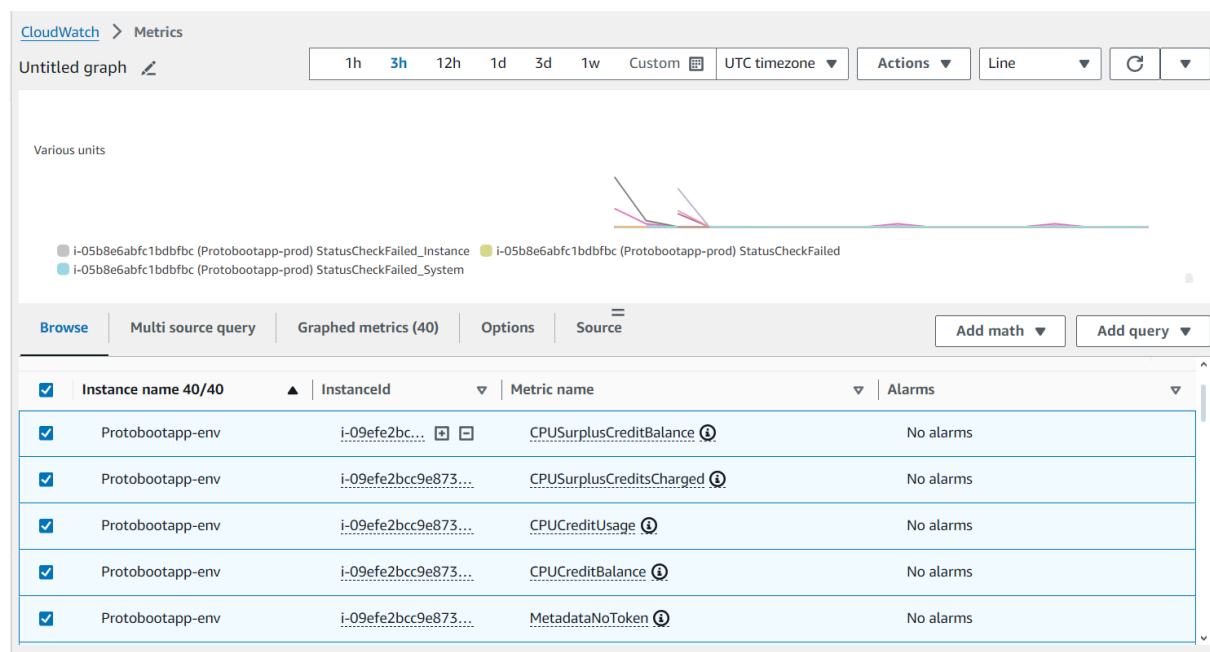 CloudWatch > Metrics
Untitled graph
1h 3h 12h 1d 3d 1w Custom UTC timezone Actions Line
Various units
i-05b8e6abfc1bdbfbc (Protobootapp-prod) StatusCheckFailed_Instance i-05b8e6abfc1bdbfbc (Protobootapp-prod) StatusCheckFailed
i-05b8e6abfc1bdbfbc (Protobootapp-prod) StatusCheckFailed_System
Browse Multi source query Graphed metrics (40) Options Source Add math Add query
Instance name 40/40 InstanceId Metric name Alarms
Protobootapp-env i-09efe2bc... CPUSurplusCreditBalance No alarms
Protobootapp-env i-09efe2bcc9e873... CPUSurplusCreditsCharged No alarms
Protobootapp-env i-09efe2bcc9e873... CPUCreditUsage No alarms
Protobootapp-env i-09efe2bcc9e873... CPUCreditBalance No alarms
Protobootapp-env i-09efe2bcc9e873... MetadataNoToken No alarms